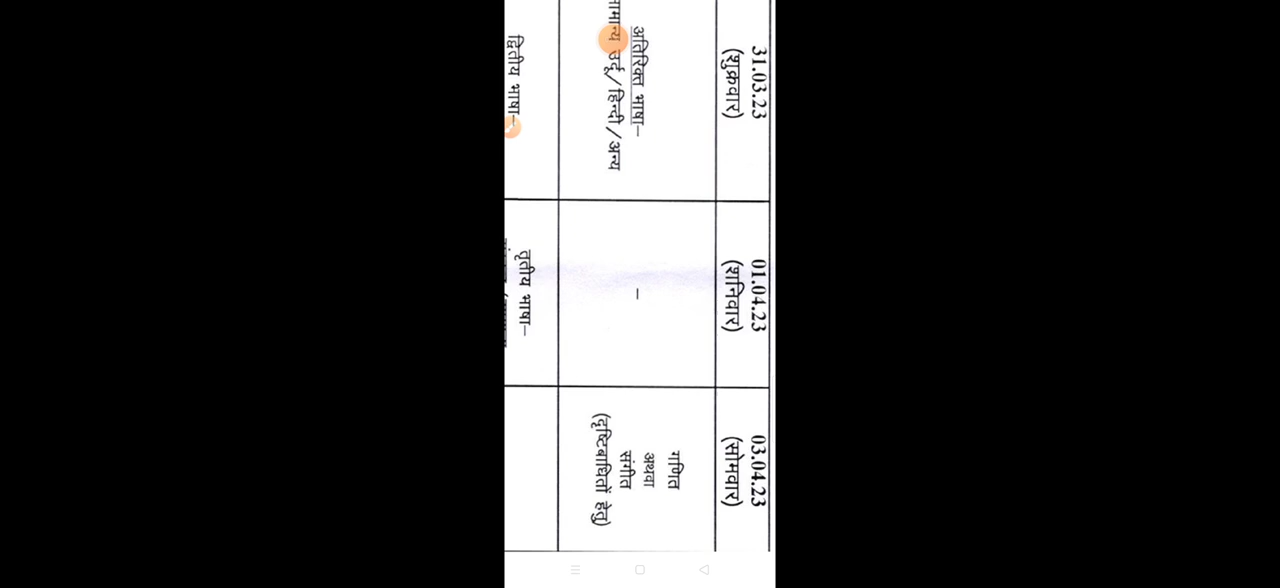 31.03.23
(शुक्रवार)
01.04.23
(शनिवार)
03.04.23
(सोमवार)
अतिरिक्त भाषा–
उर्दू/हिन्दी/अन्य
–
गणित
अथवा
संगीत
(दृष्टिबाधितों हेतु)
द्वितीय भाषा–
तृतीय भाषा–